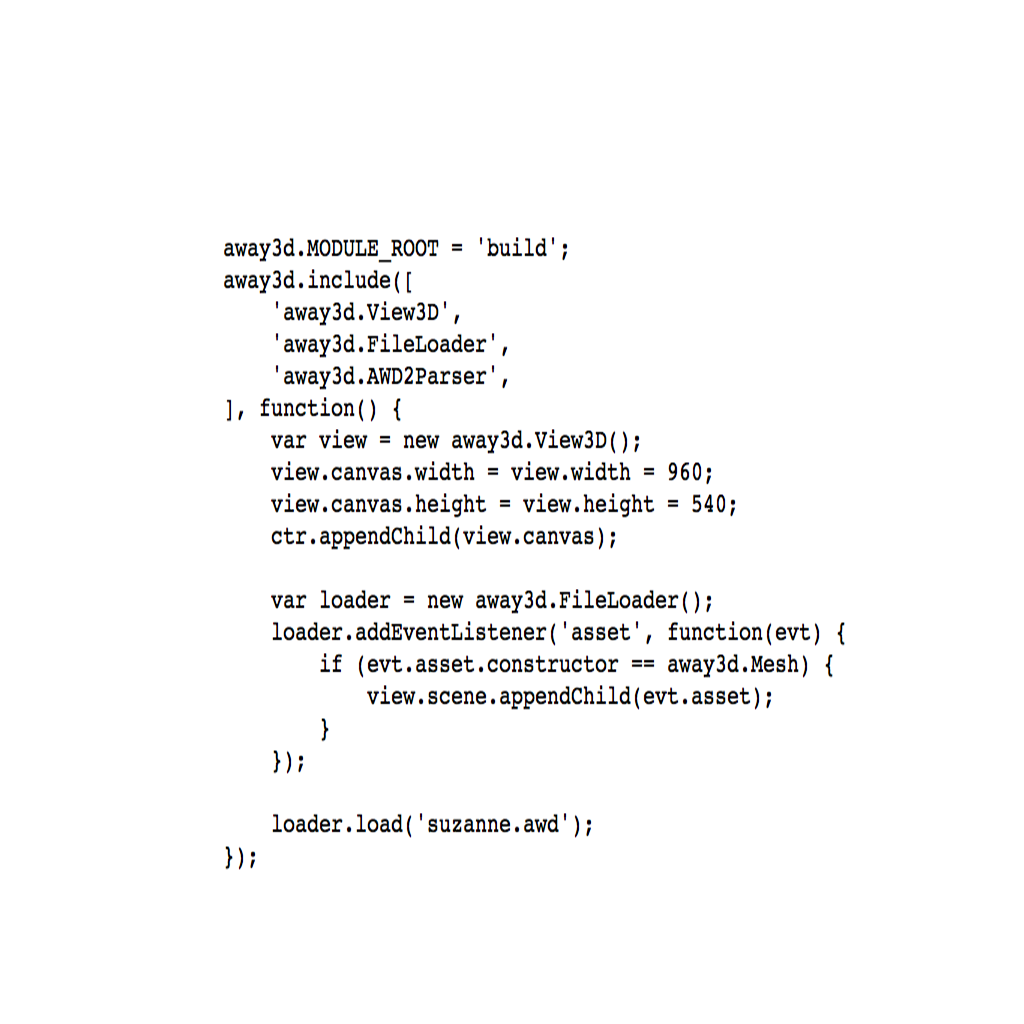 away3d.MODULE_ROOT = 'build';
away3d.include([
    'away3d.View3D',
    'away3d.FileLoader',
    'away3d.AWD2Parser',
], function() {
    var view = new away3d.View3D();
    view.canvas.width = view.width = 960;
    view.canvas.height = view.height = 540;
    ctr.appendChild(view.canvas);

    var loader = new away3d.FileLoader();
    loader.addEventListener('asset', function(evt) {
        if (evt.asset.constructor == away3d.Mesh) {
            view.scene.appendChild(evt.asset);
        }
    });

    loader.load('suzanne.awd');
});